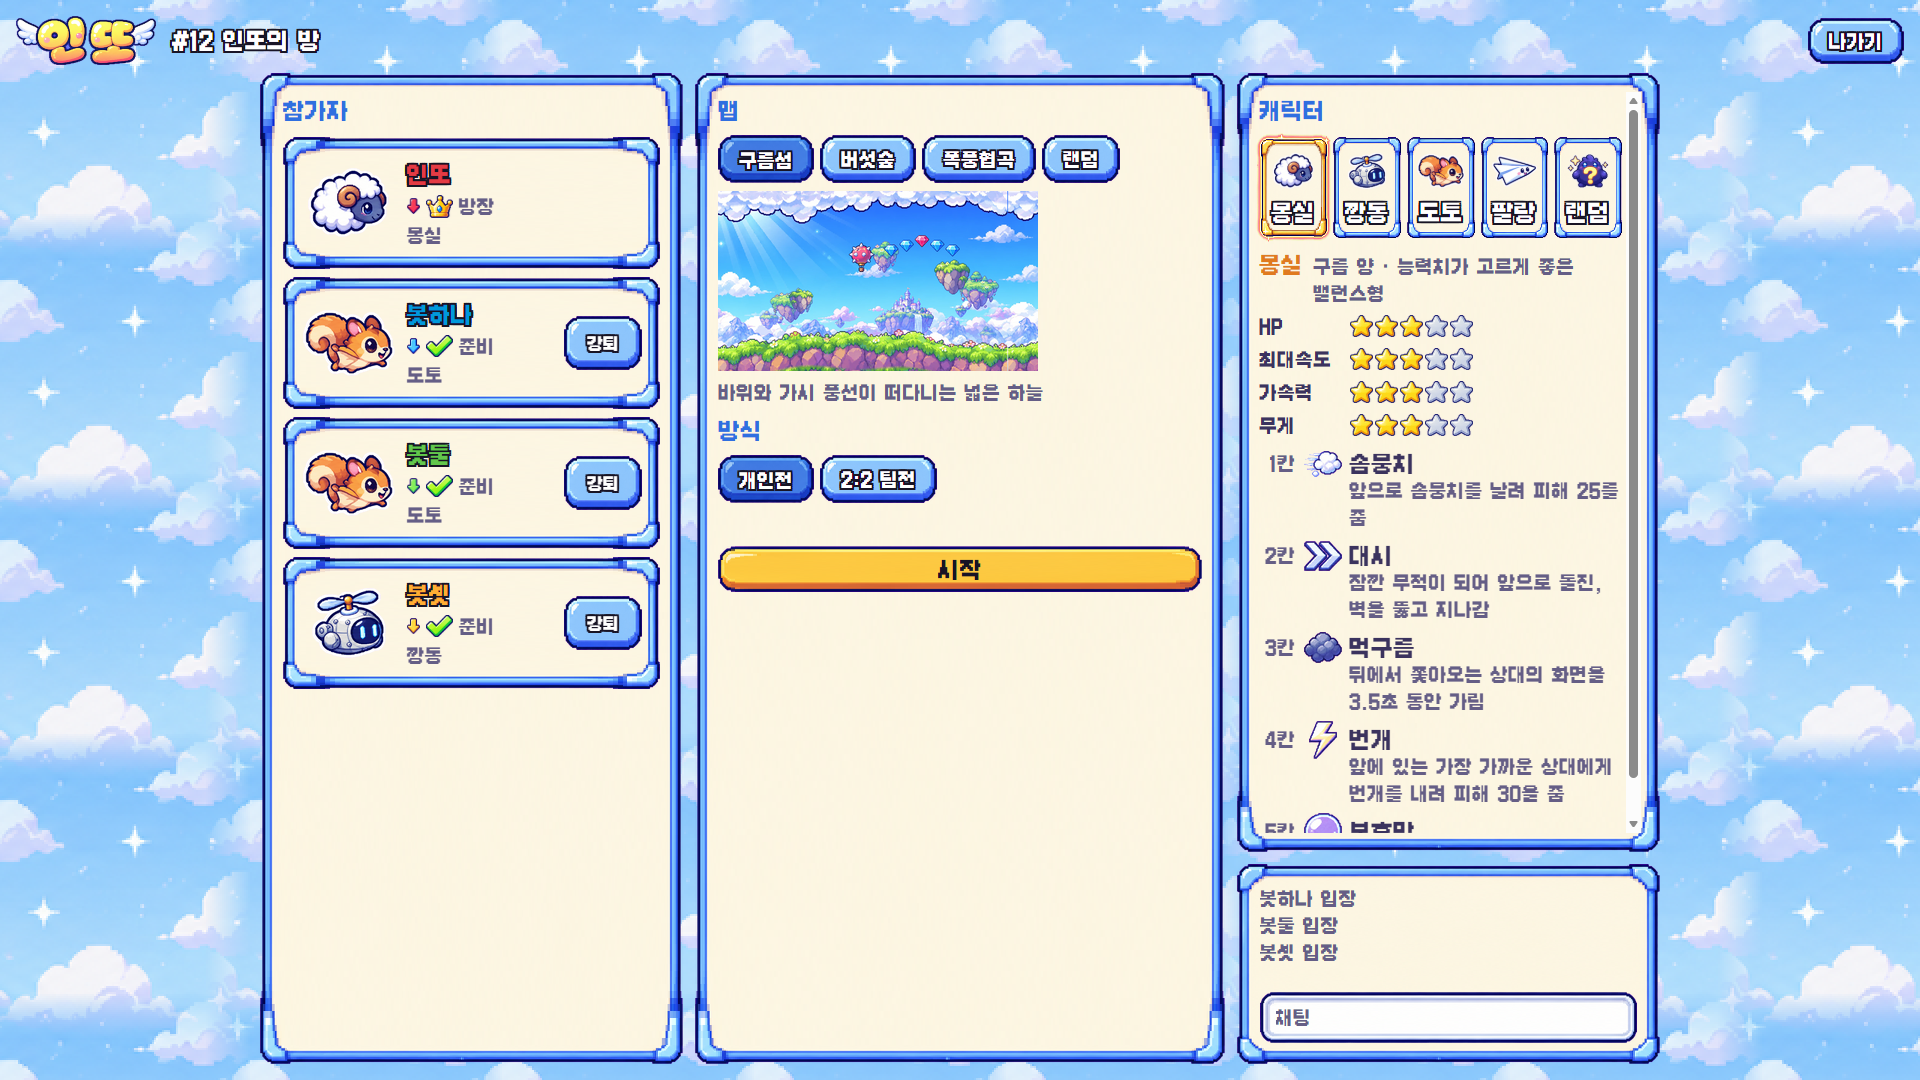 인또
#12 인또의 방
나가기
참가자
인또
방장
몽실
봇하나
준비
도토
강퇴
봇둘
준비
도토
강퇴
봇셋
준비
깡통
강퇴
맵
구름섬
버섯숲
폭풍협곡
랜덤
바위와 가시 풍선이 떠다니는 넓은 하늘
방식
개인전
2:2 팀전
시작
캐릭터
몽실
깡통
도토
팔랑
랜덤
몽실 구름 양 · 능력치가 고르게 좋은
밸런스형
HP
최대속도
가속력
무게
1칸 솜뭉치
앞으로 솜뭉치를 날려 피해 25를
줌
2칸 대시
잠깐 무적이 되어 앞으로 돌진,
벽을 뚫고 지나감
3칸 먹구름
뒤에서 쫓아오는 상대의 화면을
3.5초 동안 가림
4칸 번개
앞에 있는 가장 가까운 상대에게
번개를 내려 피해 30을 줌
5칸 보호막
봇하나 입장
봇둘 입장
봇셋 입장
채팅